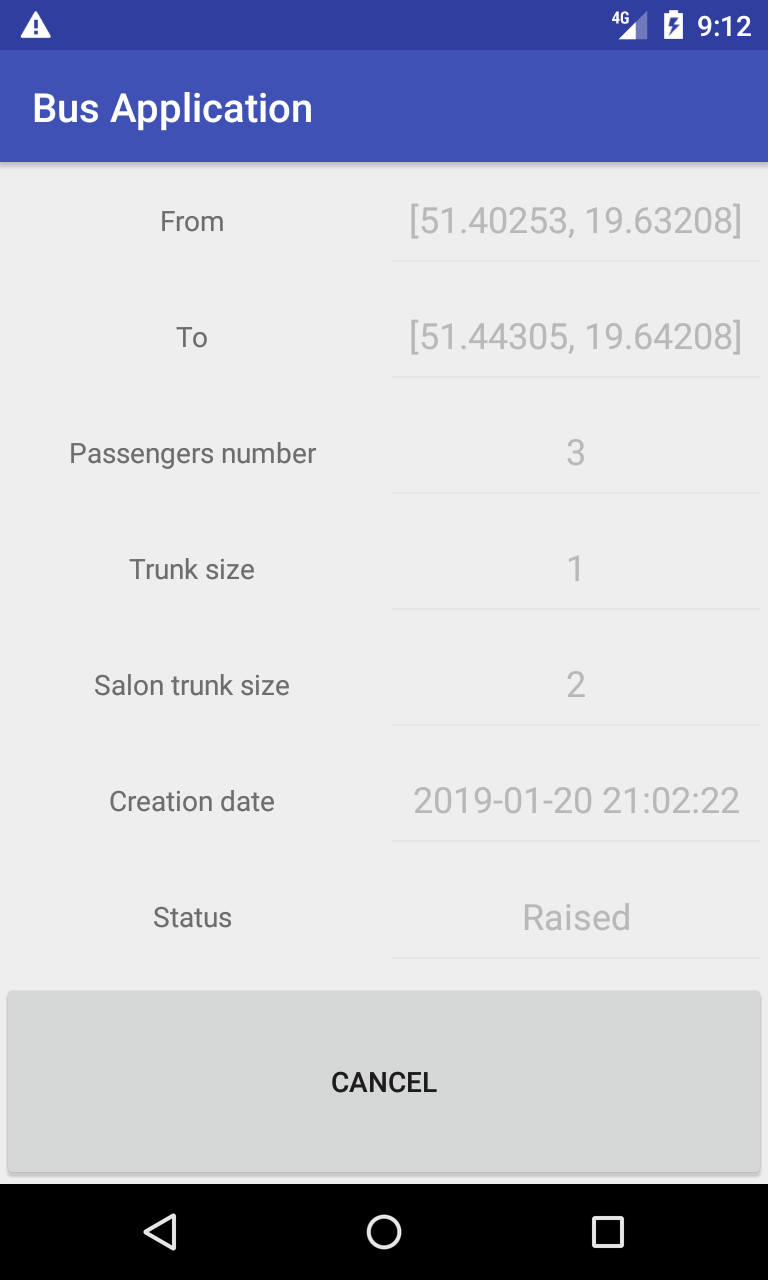 4G 9:12
Bus Application
From [51.40253, 19.63208]
To [51.44305, 19.64208]
Passengers number 3
Trunk size 1
Salon trunk size 2
Creation date 2019-01-20 21:02:22
Status Raised
CANCEL